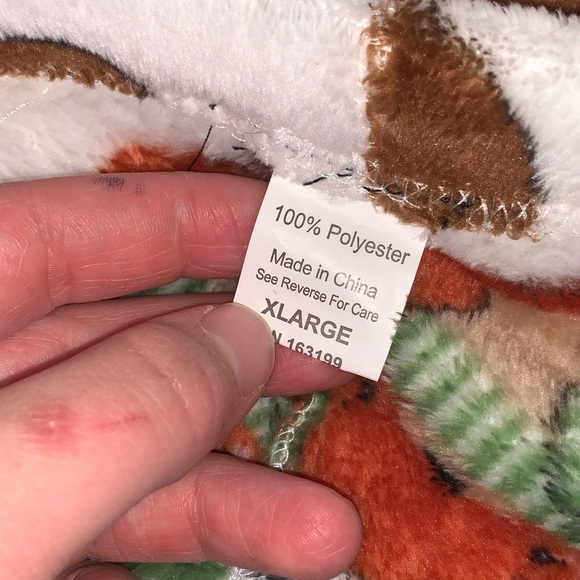 100% Polyester
Made in China
See Reverse For Care
XLARGE
N 163199